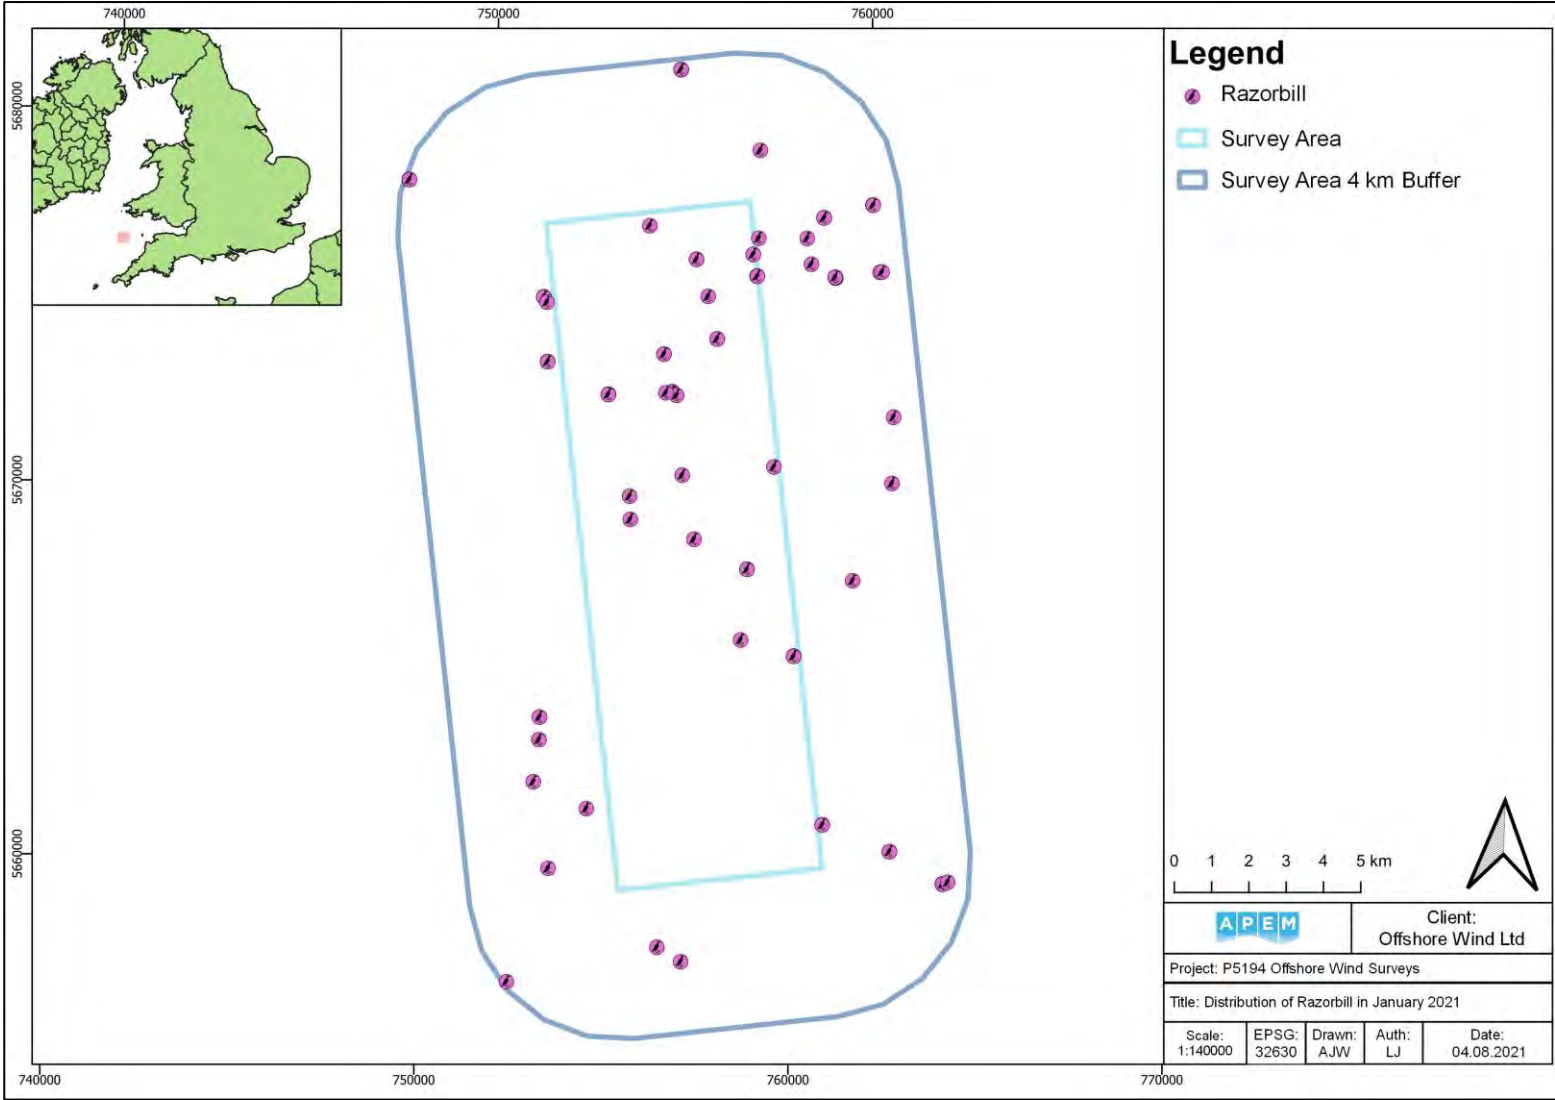 740000
750000
760000
5680000
5670000
5660000
740000
750000
760000
770000
Legend
Razorbill
Survey Area
Survey Area 4 km Buffer
0 1 2 3 4 5 km
APEM
Client:
Offshore Wind Ltd
Project: P5194 Offshore Wind Surveys
Title: Distribution of Razorbill in January 2021
Scale:
1:140000
EPSG:
32630
Drawn:
AJW
Auth:
LJ
Date:
04.08.2021